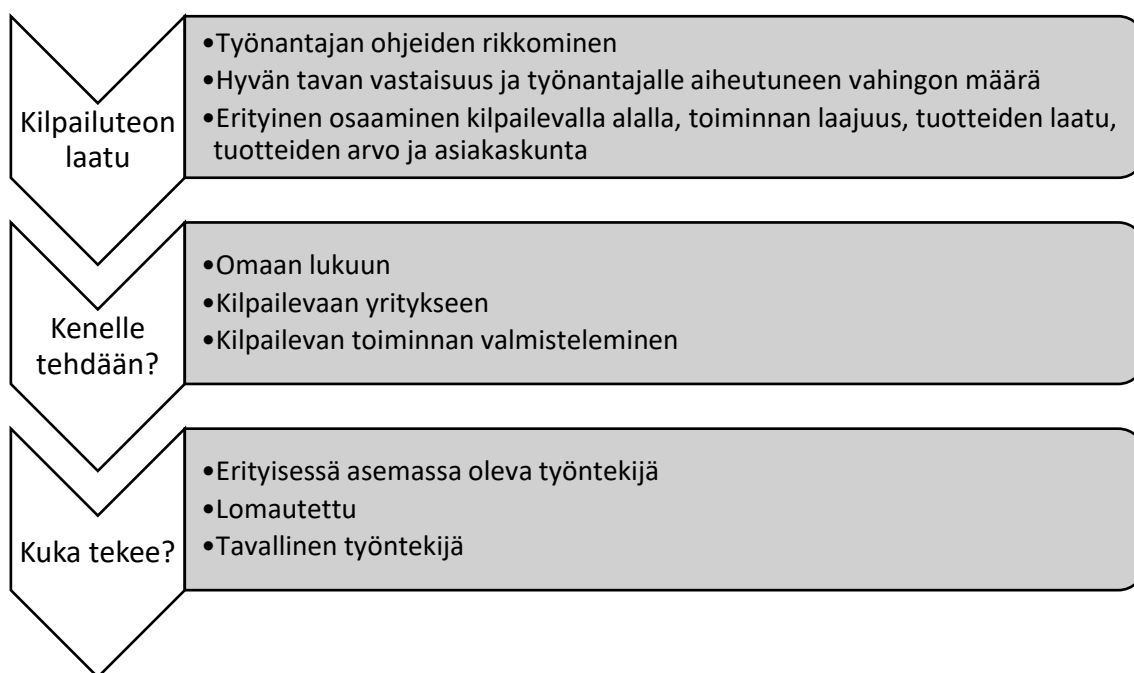 Kilpailuteon
laatu
•Työnantajan ohjeiden rikkominen
•Hyvän tavan vastaisuus ja työnantajalle aiheutuneen vahingon määrä
•Erityinen osaaminen kilpailevalla alalla, toiminnan laajuus, tuotteiden laatu,
tuotteiden arvo ja asiakaskunta
Kenelle
tehdään?
•Omaan lukuun
•Kilpailevaan yritykseen
•Kilpailevan toiminnan valmisteleminen
Kuka tekee?
•Erityisessä asemassa oleva työntekijä
•Lomautettu
•Tavallinen työntekijä